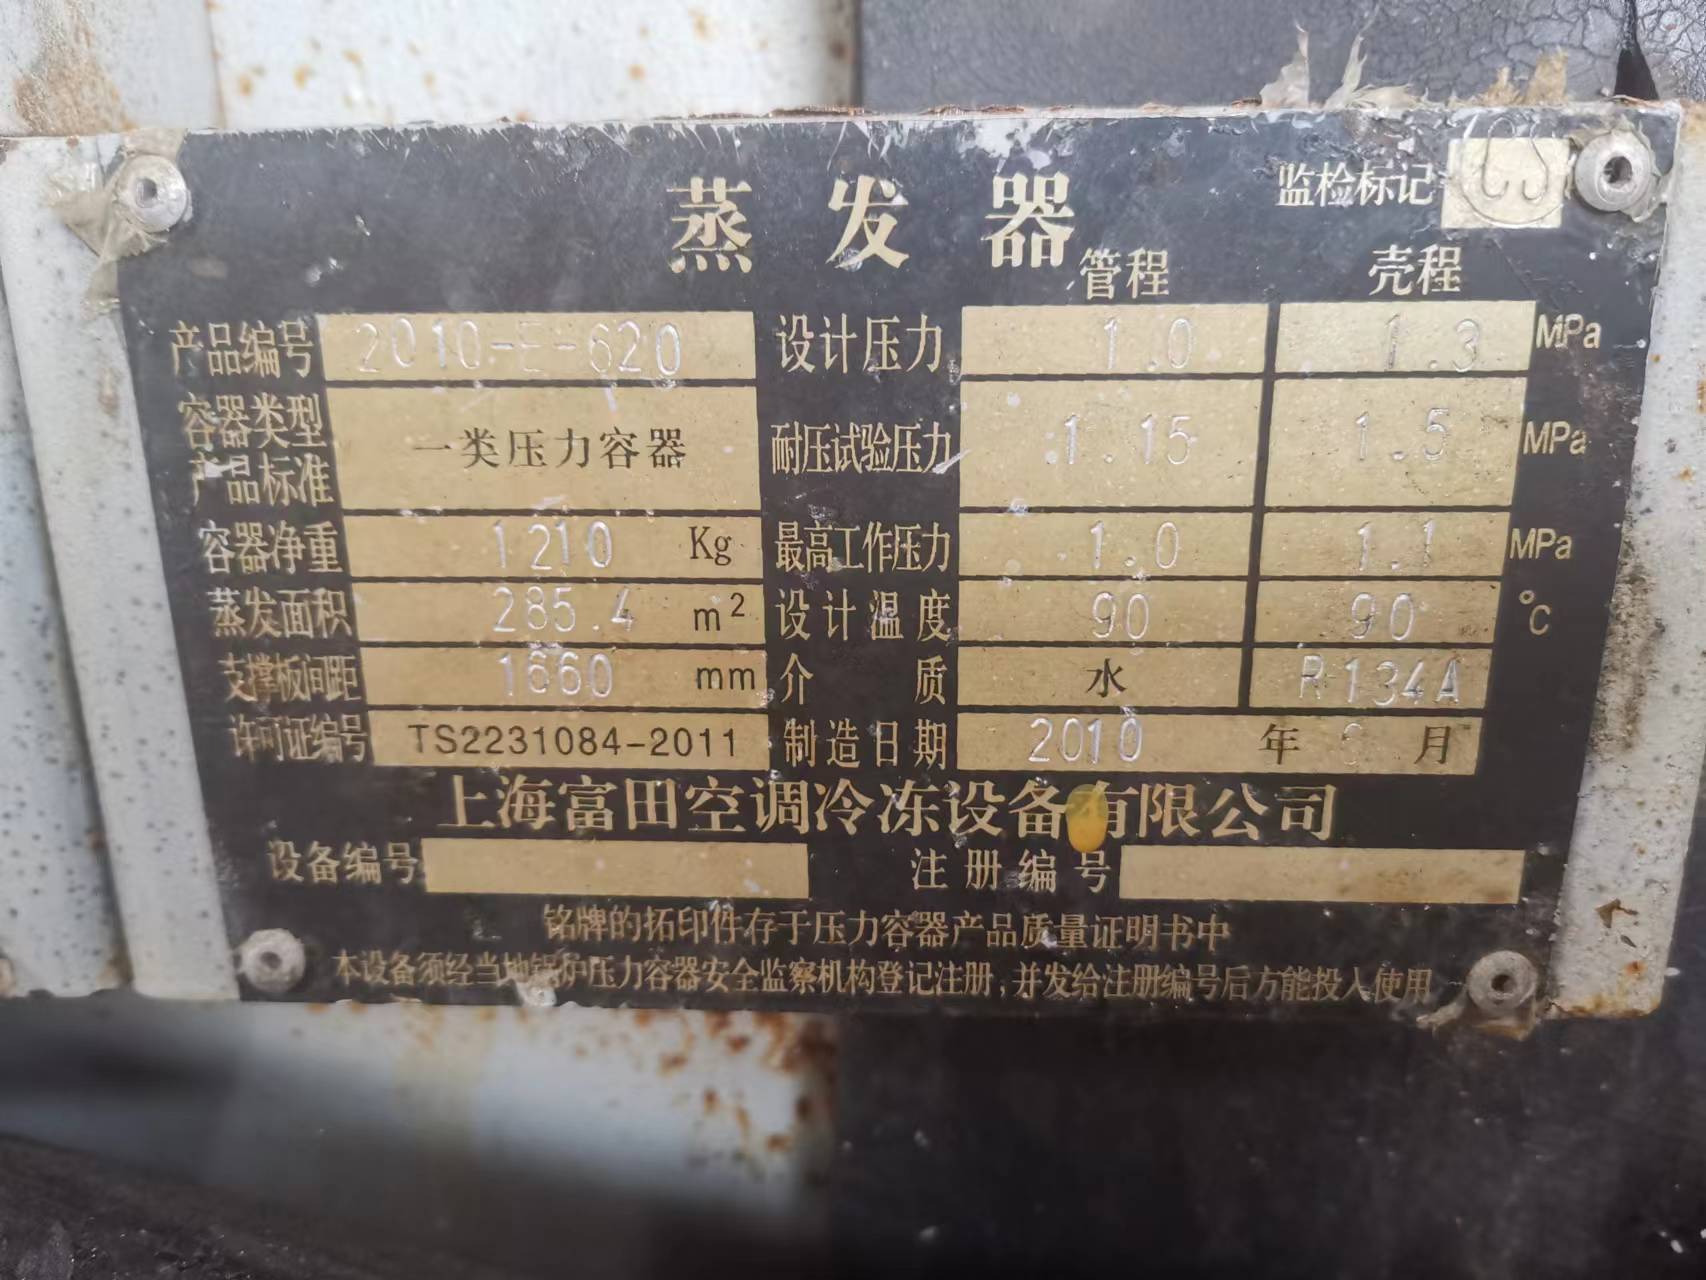 蒸发器
监检标记
管程 壳程
产品编号 2010-E-620 设计压力 1.0 1.3 MPa
容器类型 产品标准 一类压力容器 耐压试验压力 1.15 1.5 MPa
容器净重 1210 Kg 最高工作压力 1.0 1.1 MPa
蒸发面积 285.4 m² 设计温度 90 90 ℃
支撑板间距 1660 mm 介质 水 R134A
许可证编号 TS2231084-2011 制造日期 2010 年 月
上海富田空调冷冻设备有限公司
设备编号 注册编号
铭牌的拓印件存于压力容器产品质量证明书中
本设备须经当地锅炉压力容器安全监察机构登记注册,并发给注册编号后方能投入使用